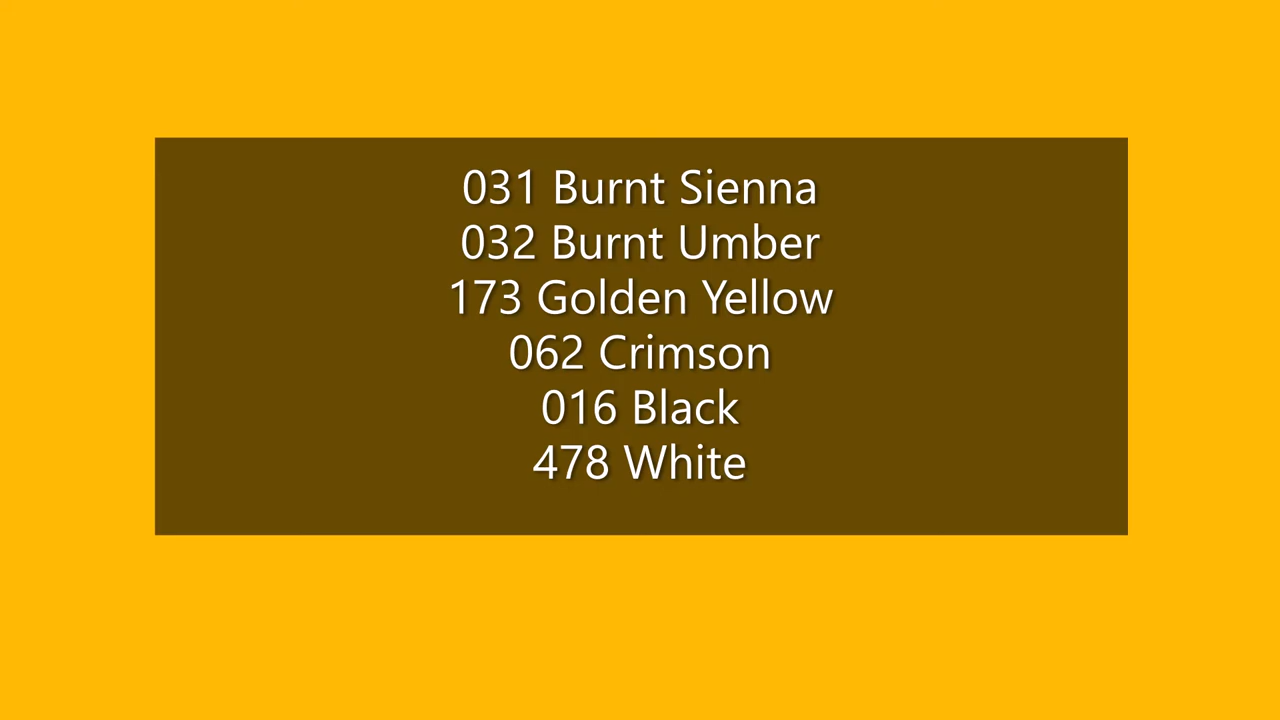 031 Burnt Sienna
032 Burnt Umber
173 Golden Yellow
062 Crimson
016 Black
478 White